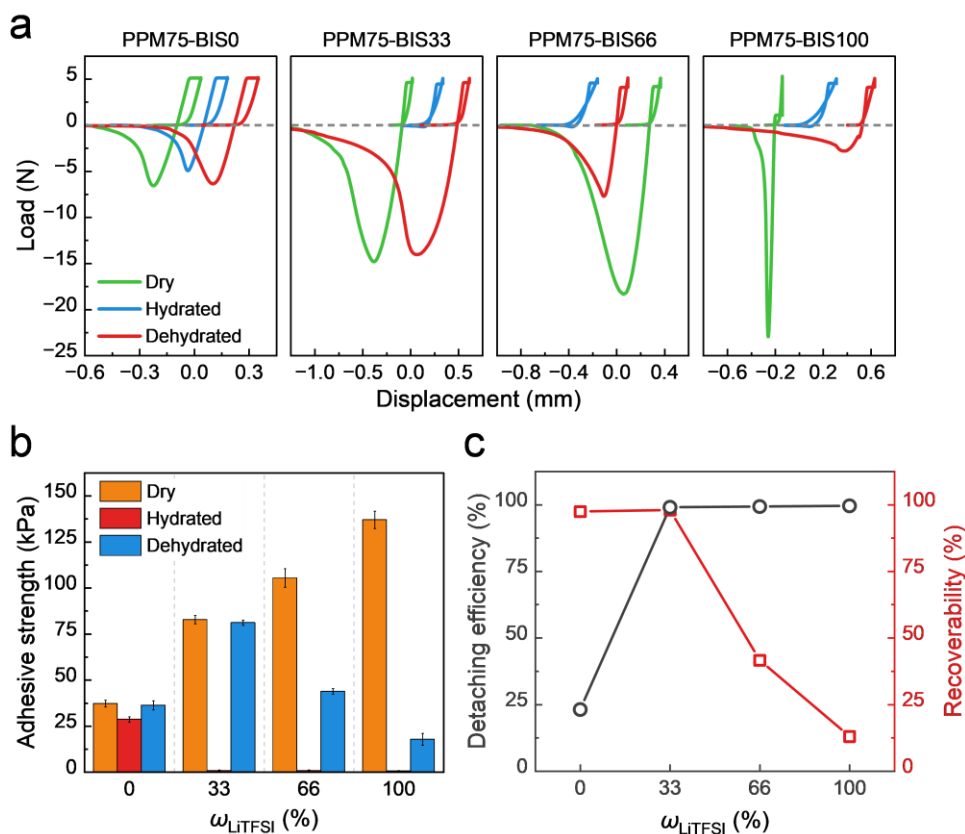 a
PPM75-BIS0 PPM75-BIS33 PPM75-BIS66 PPM75-BIS100
Load (N)
5
0
−5
−10
−15
−20
−25
Dry
Hydrated
Dehydrated
−0.6 −0.3 0.0 0.3 −1.0 −0.5 0.0 0.5 −0.8 −0.4 0.0 0.4 −0.6 −0.2 0.2 0.6
Displacement (mm)
b
Adhesive strength (kPa)
150
125
100
75
50
25
0
Dry
Hydrated
Dehydrated
0 33 66 100
ωLiTFSI (%)
c
Detaching efficiency (%)
100
75
50
25
0
100
75
50
25
0
Recoverability (%)
0 33 66 100
ωLiTFSI (%)